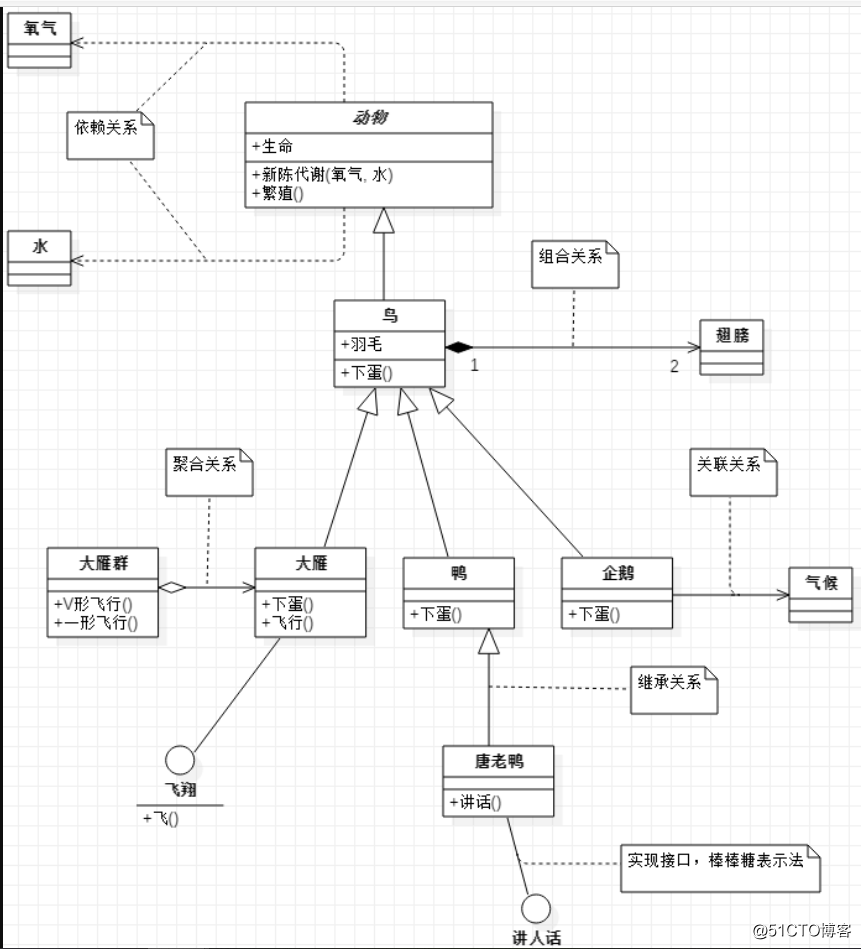 氧气
依赖关系
动物
+生命
+新陈代谢(氧气, 水)
+繁殖()
水
组合关系
鸟
+羽毛
+下蛋()
1
2
翅膀
聚合关系
关联关系
大雁群
+V形飞行()
+一形飞行()
大雁
+下蛋()
+飞行()
鸭
+下蛋()
企鹅
+下蛋()
气候
继承关系
飞翔
+飞()
唐老鸭
+讲话()
实现接口，棒棒糖表示法
讲人话
@51CTO博客